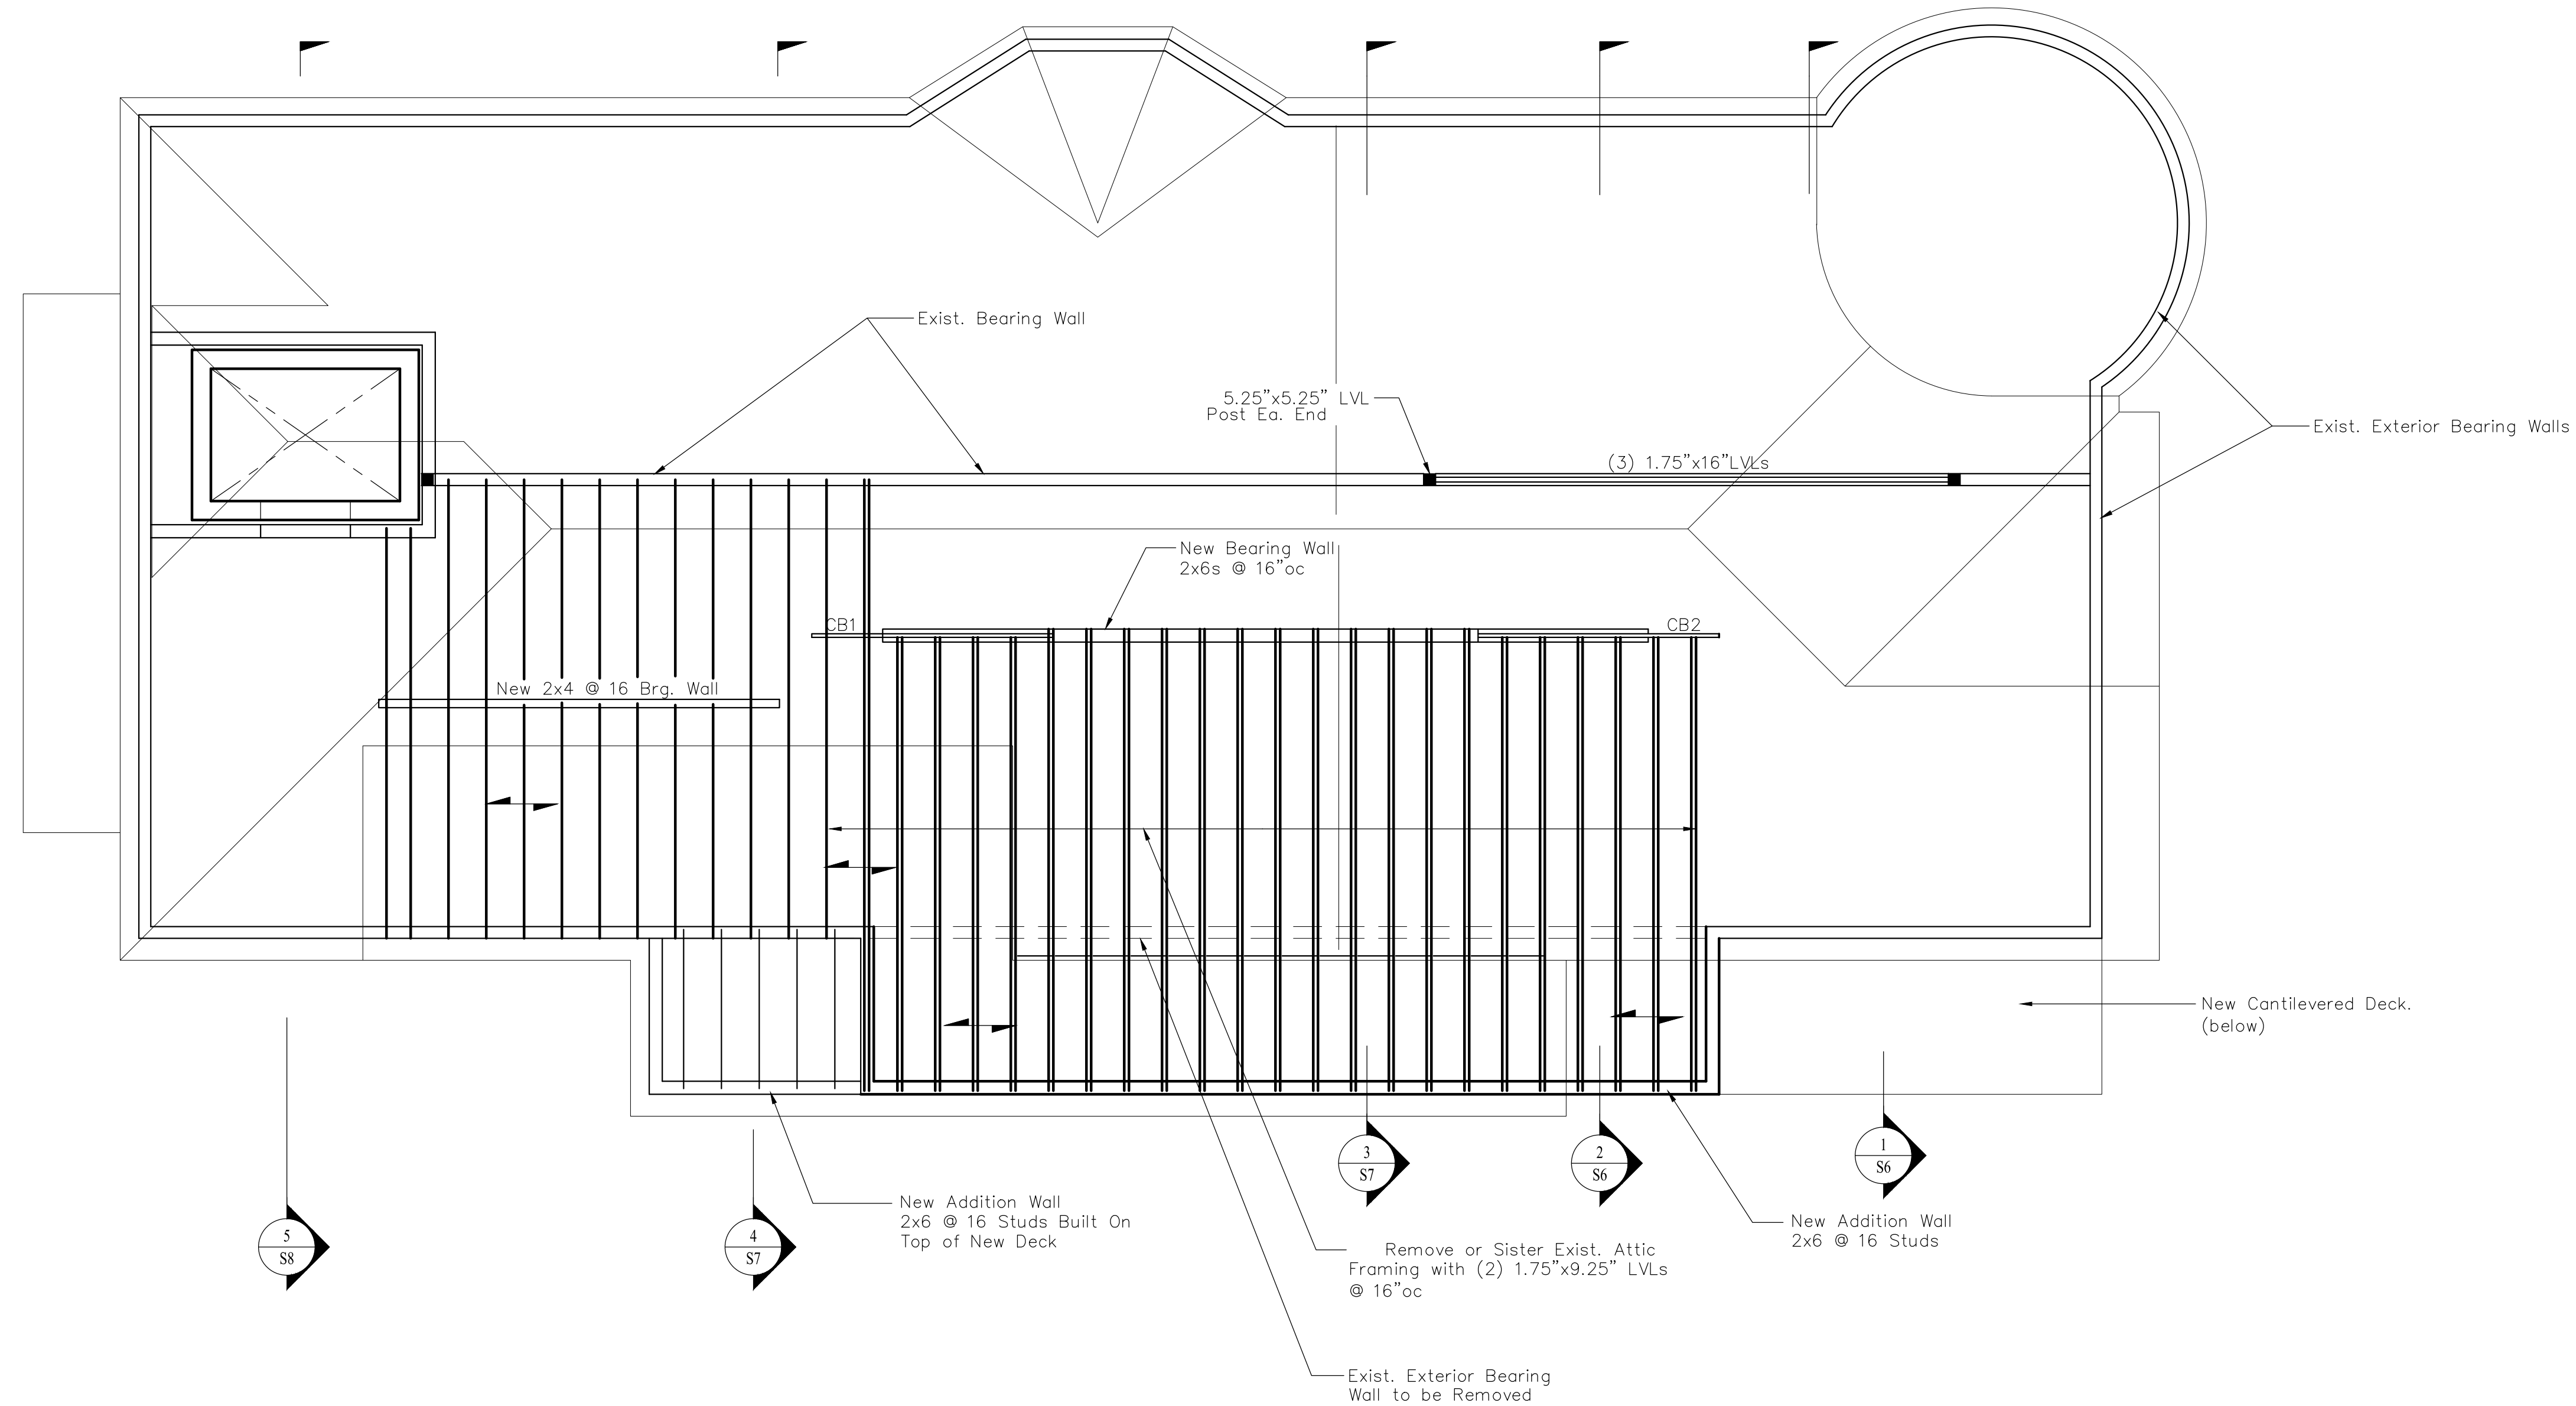 Exist. Bearing Wall
5.25"x5.25" LVL
Post Ea. End
Exist. Exterior Bearing Walls
(3) 1.75"x16"LVLs
New Bearing Wall
2x6s @ 16"oc
CB1
CB2
New 2x4 @ 16 Brg. Wall
New Cantilevered Deck.
(below)
3
S7
2
S6
1
S6
5
S8
4
S7
New Addition Wall
2x6 @ 16 Studs Built On
Top of New Deck
Remove or Sister Exist. Attic
Framing with (2) 1.75"x9.25" LVLs
@ 16"oc
New Addition Wall
2x6 @ 16 Studs
Exist. Exterior Bearing
Wall to be Removed